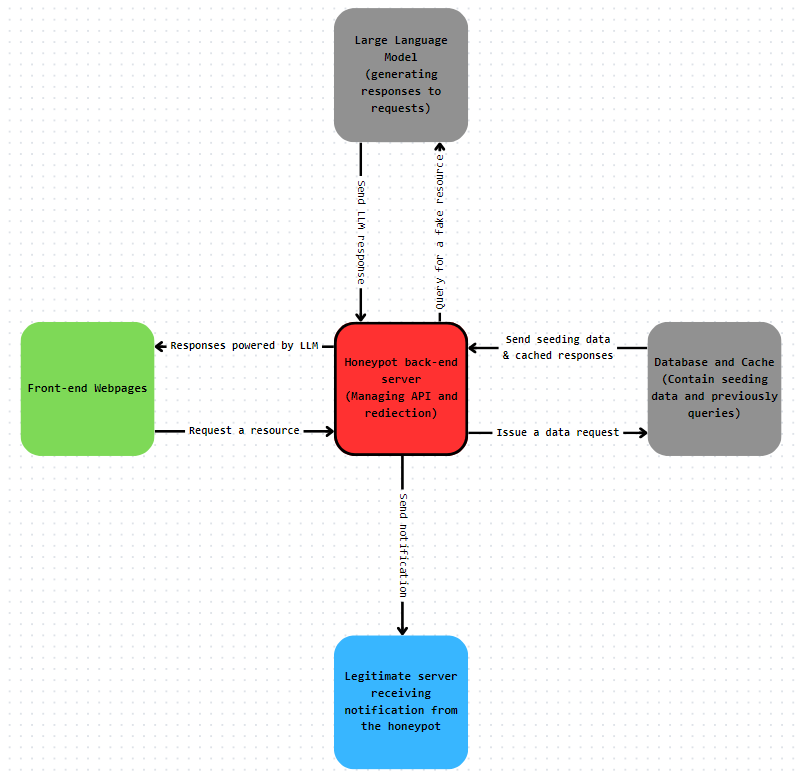 Large Language
Model
(generating
responses to
requests)
Send LLM response
Query for a fake resource
Responses powered by LLM
Request a resource
Front-end Webpages
Honeypot back-end
server
(Managing API and
rediection)
Send seeding data
& cached responses
Issue a data request
Database and Cache
(Contain seeding
data and previously
queries)
Send notification
Legitimate server
receiving
notification from
the honeypot